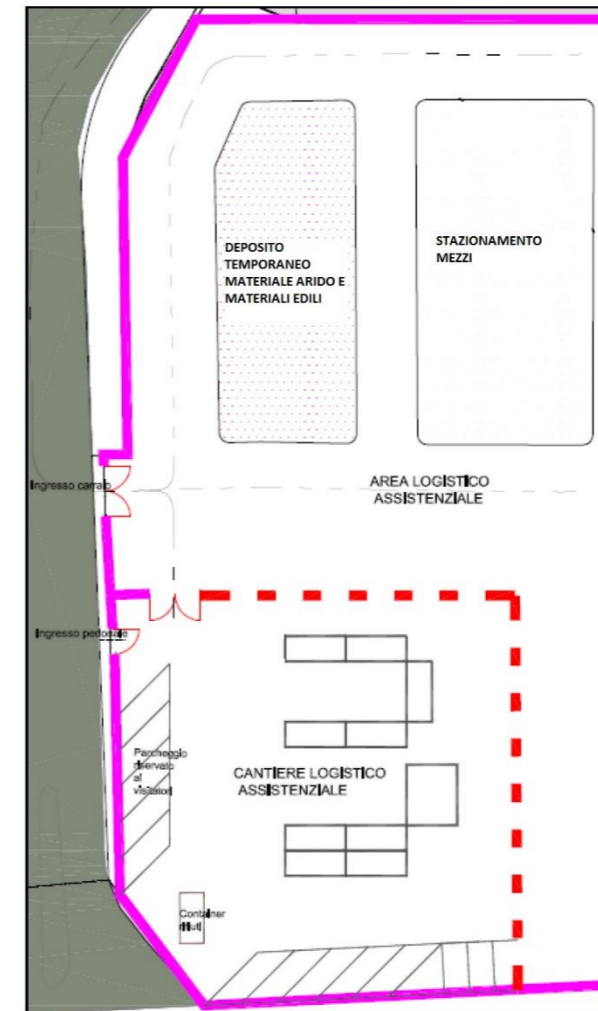 DEPOSITO
TEMPORANEO
MATERIALE ARIDO E
MATERIALI EDILI
STAZIONAMENTO
MEZZI
Ingresso carraio
AREA LOGISTICO
ASSISTENZIALE
Ingresso pedonale
Parcheggio
riservato
ai
visitatori
CANTIERE LOGISTICO
ASSISTENZIALE
Container
rifiuti